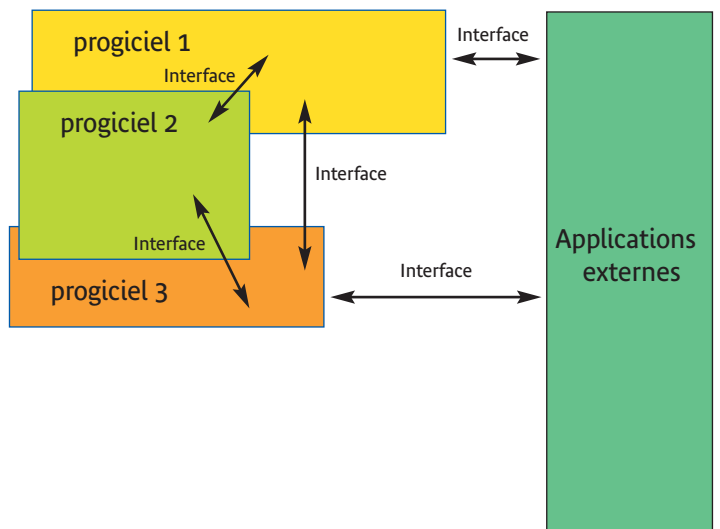 progiciel 1
Interface
Interface
progiciel 2
Interface
Interface
Interface
progiciel 3
Applications
externes